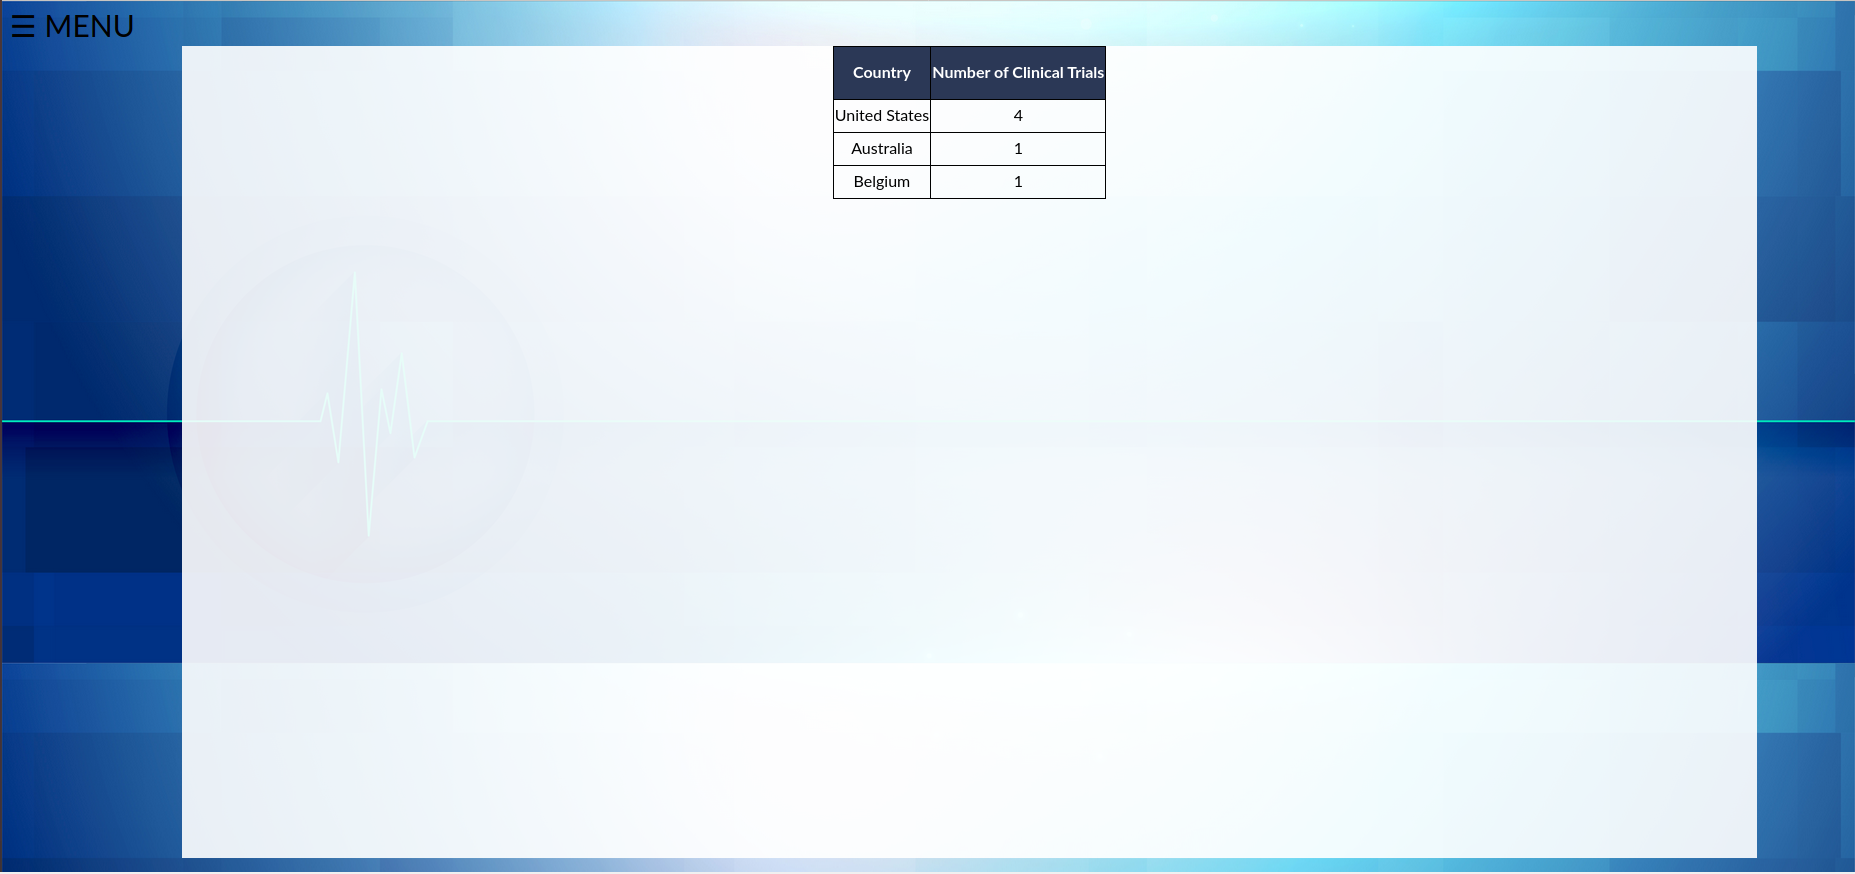 ☰ MENU
Country Number of Clinical Trials
United States 4
Australia 1
Belgium 1